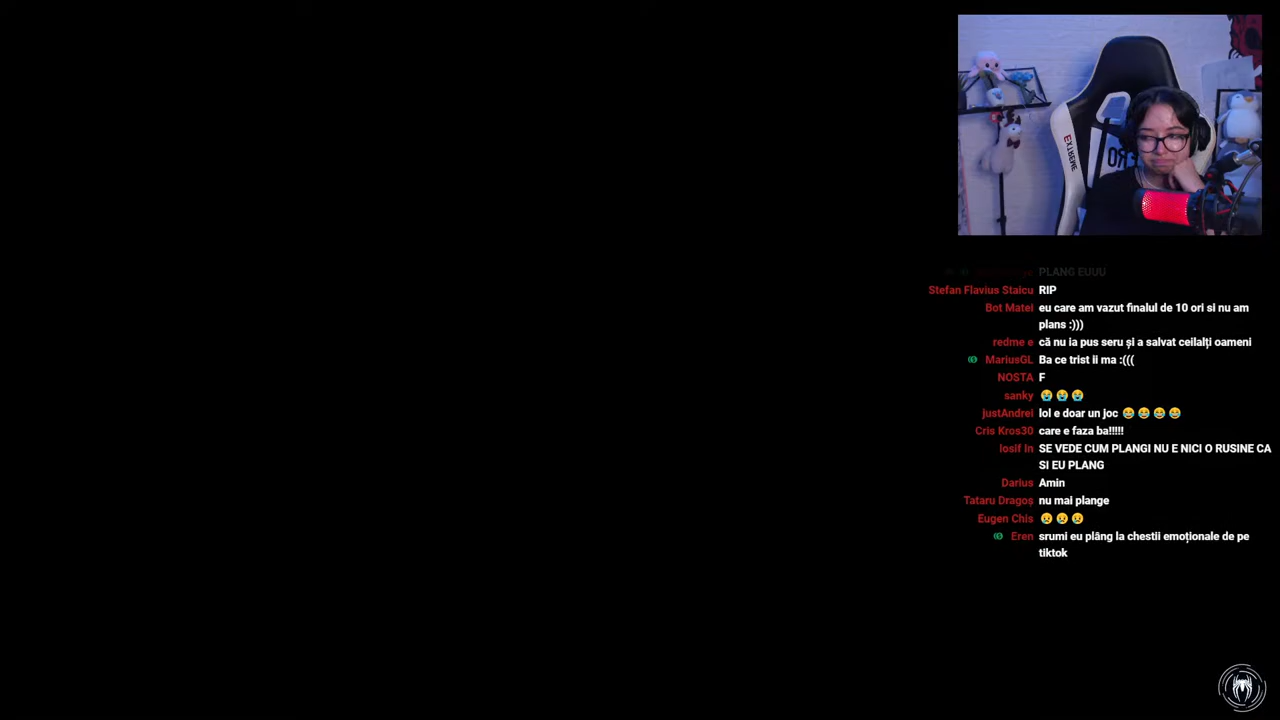 PLANG EUUU
Stefan Flavius Staicu RIP
Bot Matei eu care am vazut finalul de 10 ori si nu am
plans :)))
redme e că nu ia pus seru și a salvat ceilalți oameni
MariusGL Ba ce trist ii ma :(((
NOSTA F
sanky 😭 😭 😭
justAndrei lol e doar un joc 😂 😂 😂 😂
Cris Kros30 care e faza ba!!!!!
Iosif In SE VEDE CUM PLANGI NU E NICI O RUSINE CA
SI EU PLANG
Darius Amin
Tataru Dragoș nu mai plange
Eugen Chis 😢 😢 😢
Eren srumi eu plâng la chestii emoționale de pe
tiktok
EXTREME